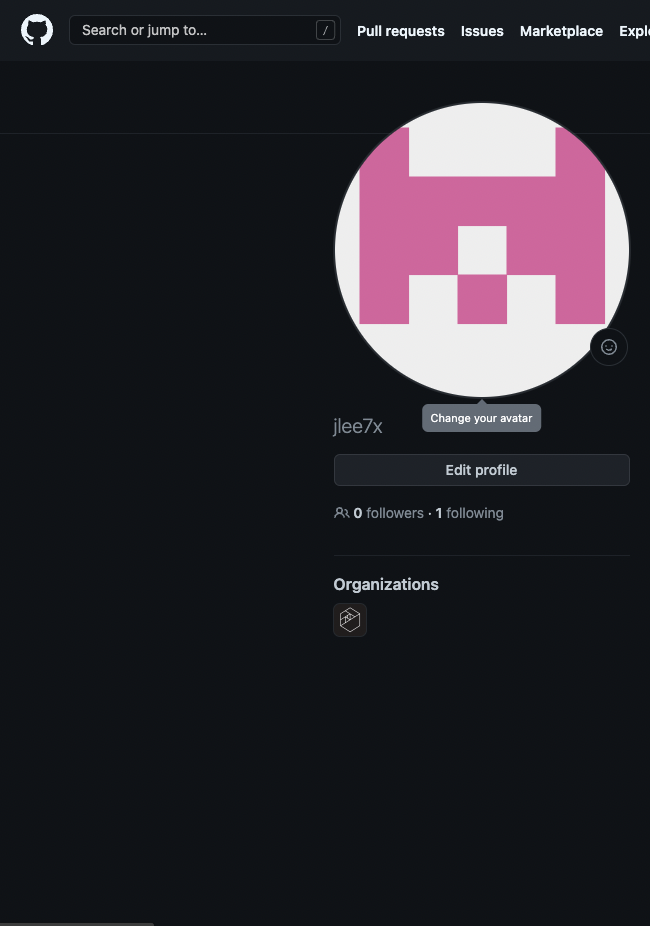 Search or jump to... / Pull requests Issues Marketplace Expl
Change your avatar
jlee7x
Edit profile
0 followers · 1 following
Organizations